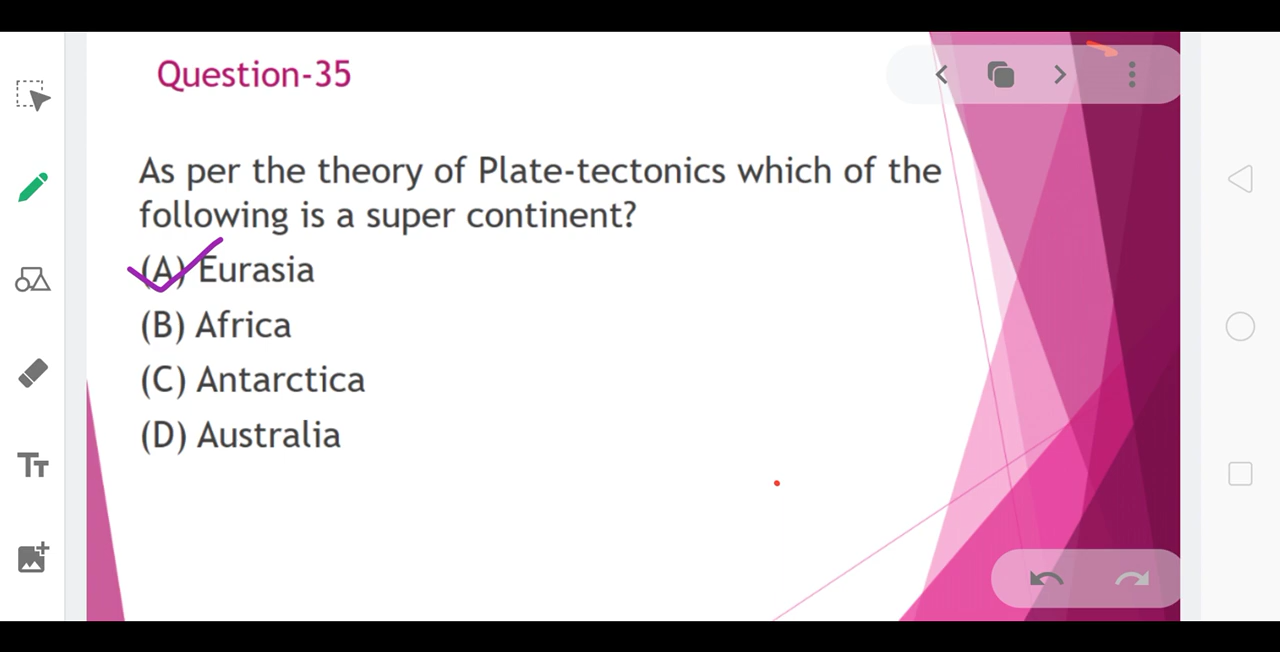 Question-35
As per the theory of Plate-tectonics which of the
following is a super continent?
(A) Eurasia
(B) Africa
(C) Antarctica
(D) Australia
TT